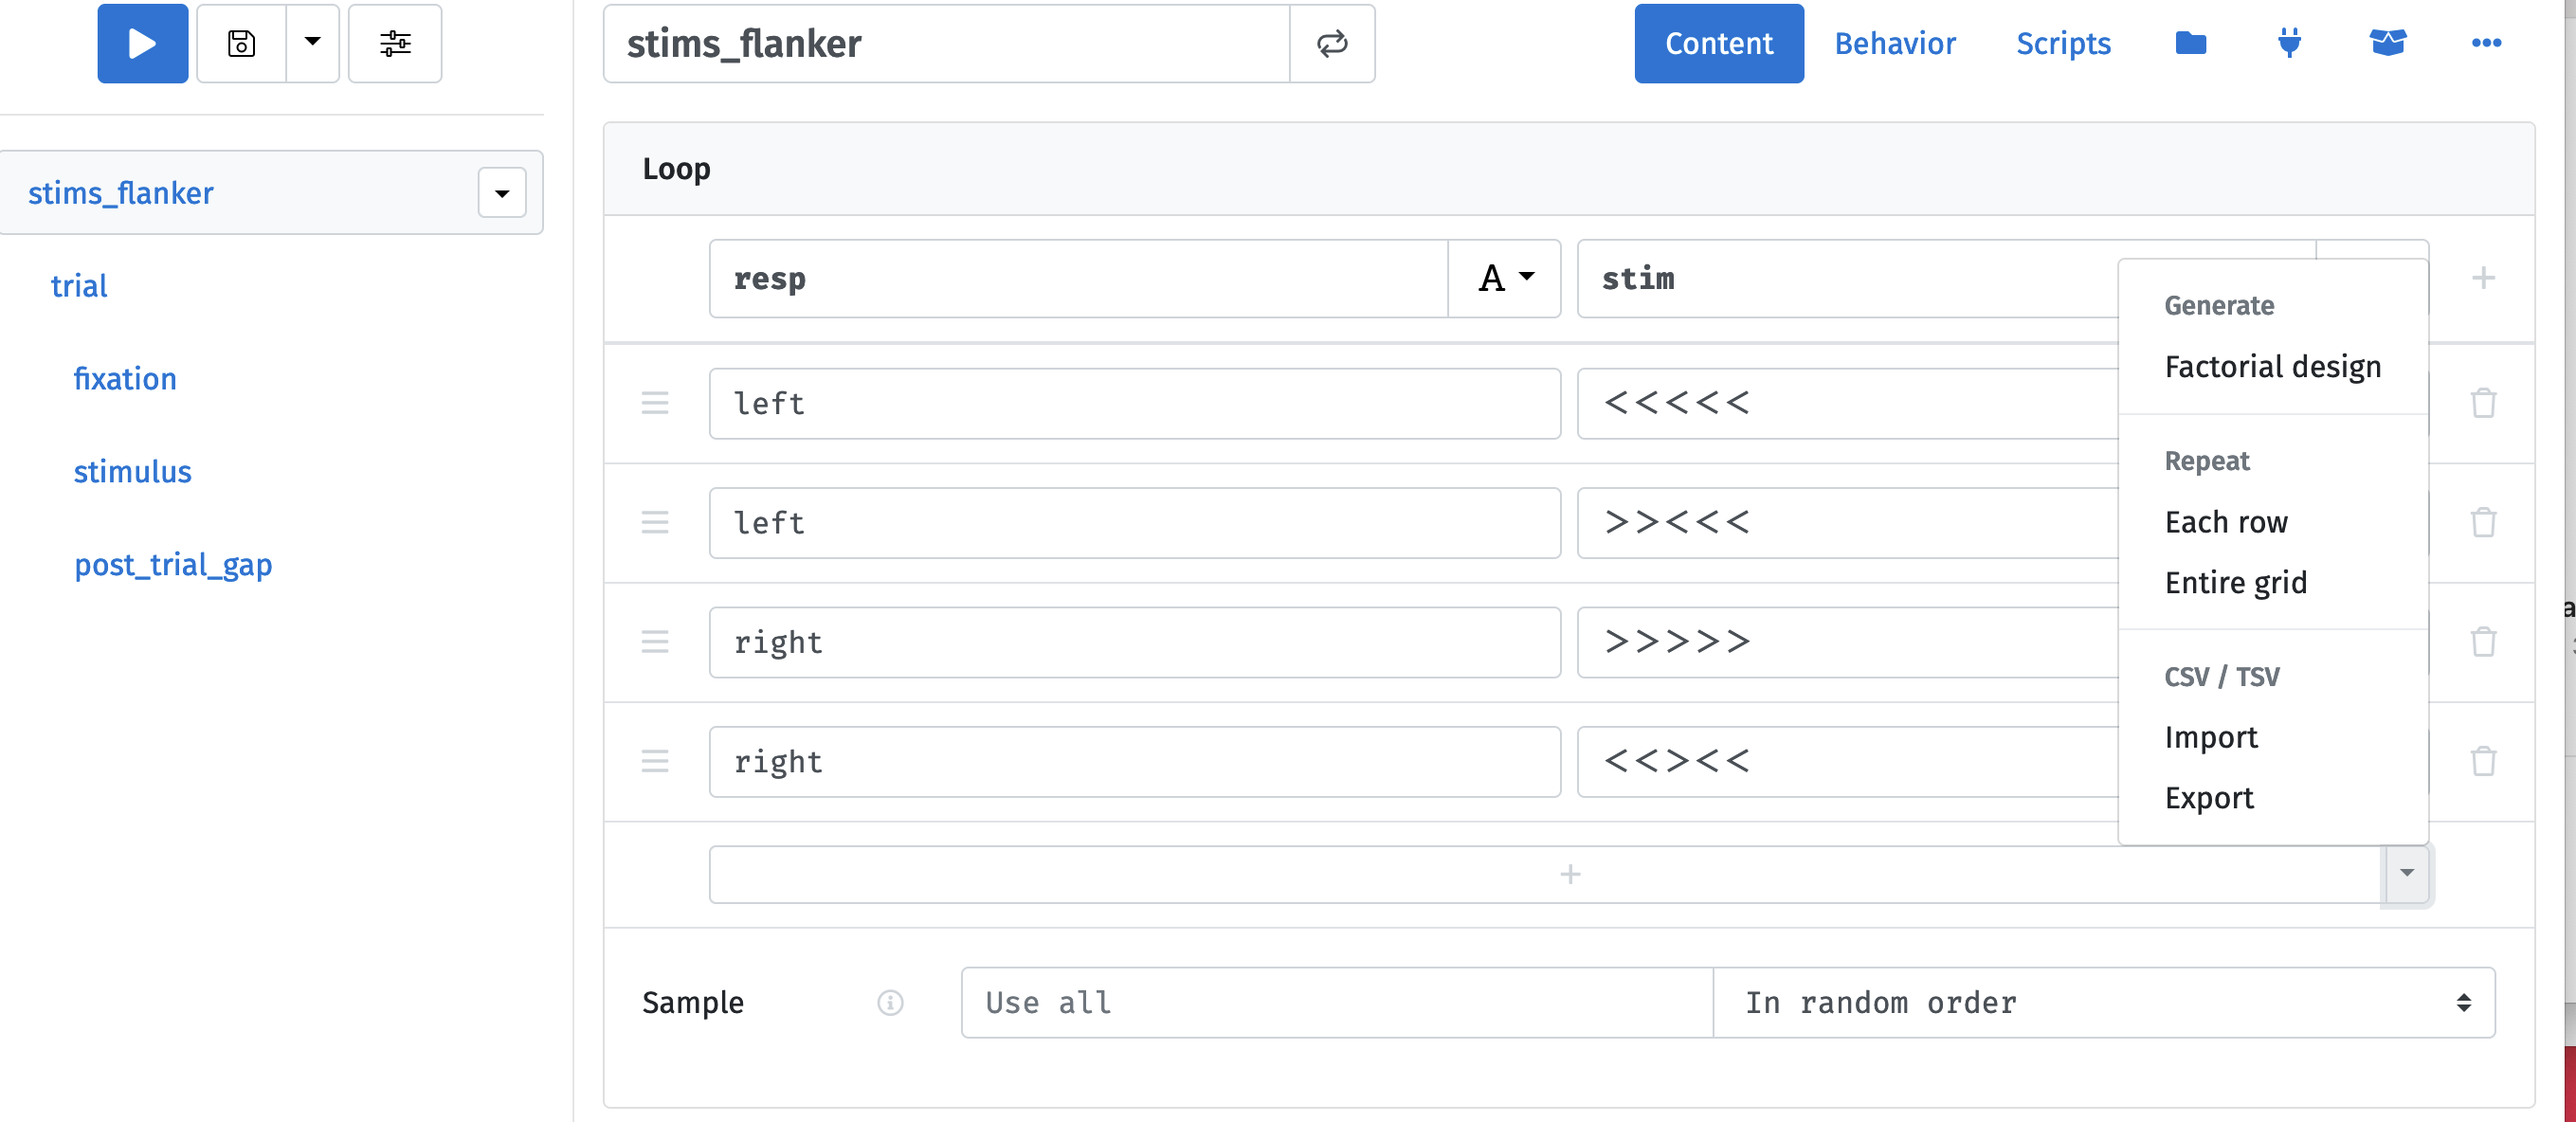 stims_flanker
Content
Behavior
Scripts
stims_flanker
trial
fixation
stimulus
post_trial_gap
Loop
resp
A
stim
left
<<<<<
left
>><<<
right
>>>>>
right
<<><<
+
Generate
Factorial design
Repeat
Each row
Entire grid
CSV / TSV
Import
Export
Sample
Use all
In random order